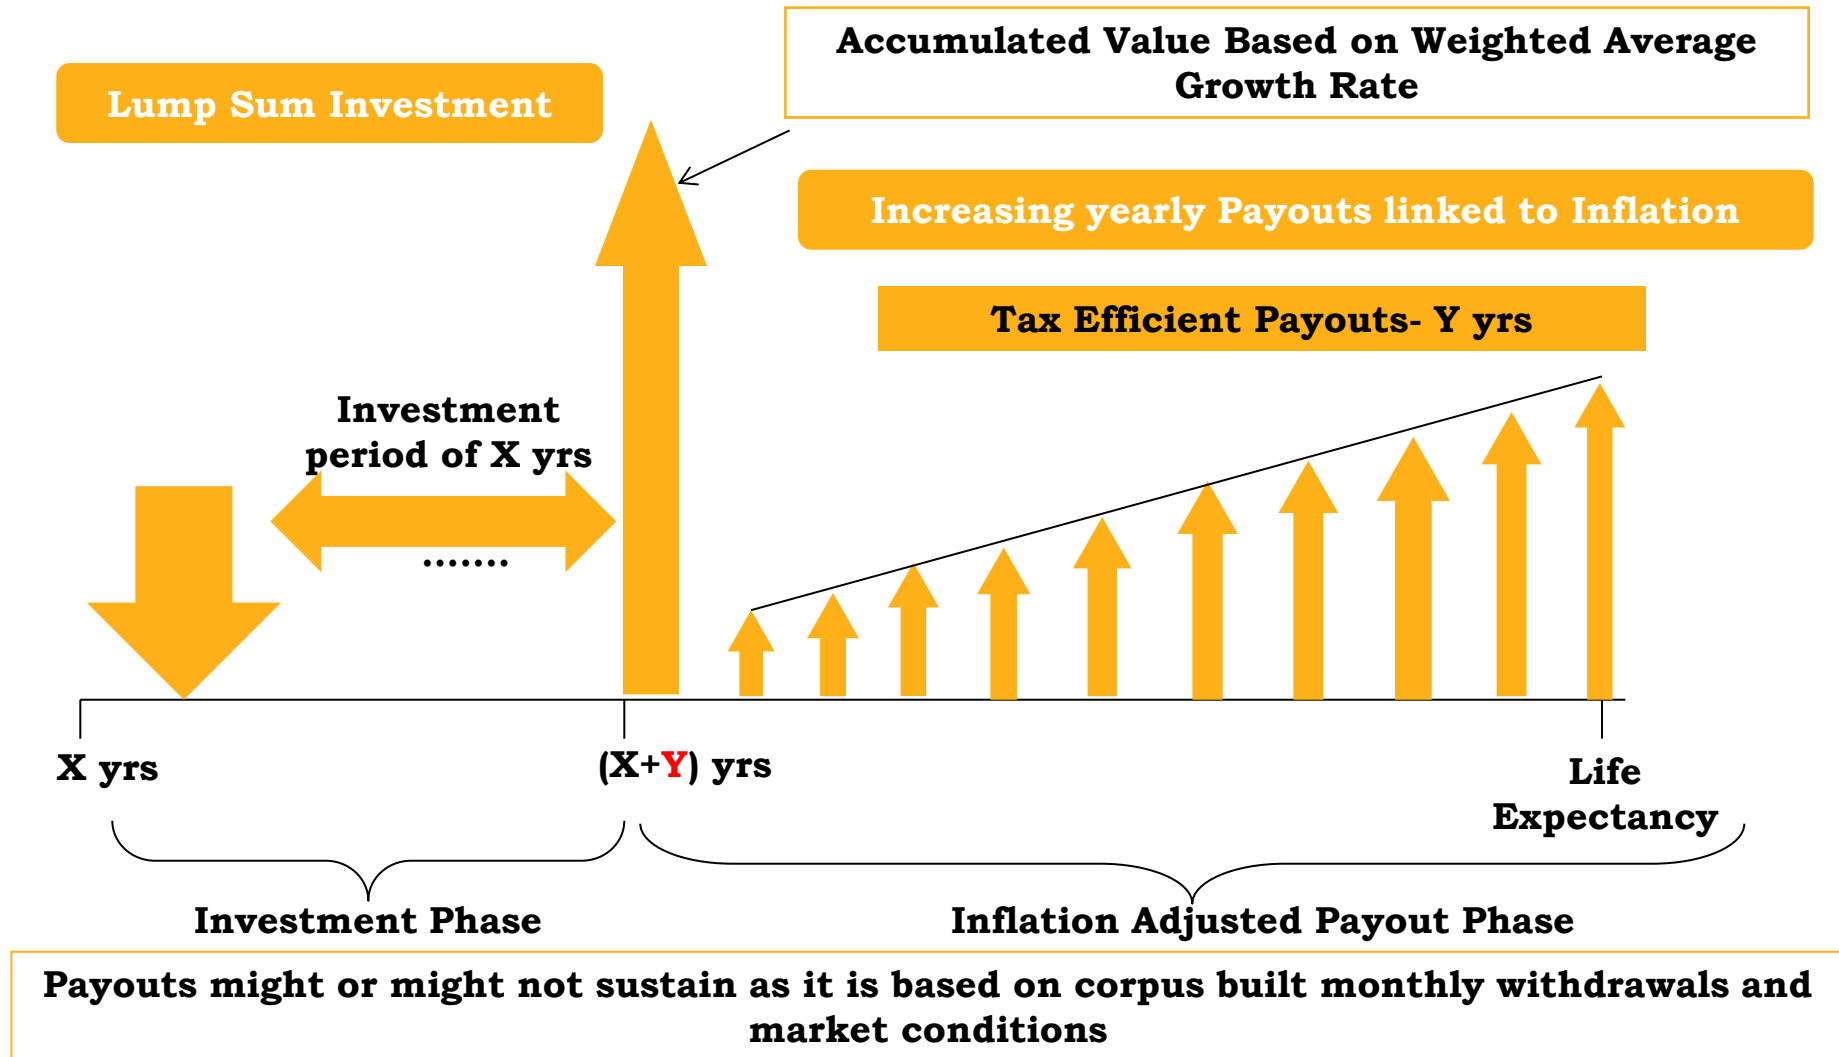 Accumulated Value Based on Weighted Average
Growth Rate
Lump Sum Investment
Increasing yearly Payouts linked to Inflation
Tax Efficient Payouts- Y yrs
Investment
period of X yrs
.......
X yrs
(X+Y) yrs
Life
Expectancy
Investment Phase
Inflation Adjusted Payout Phase
Payouts might or might not sustain as it is based on corpus built monthly withdrawals and
market conditions